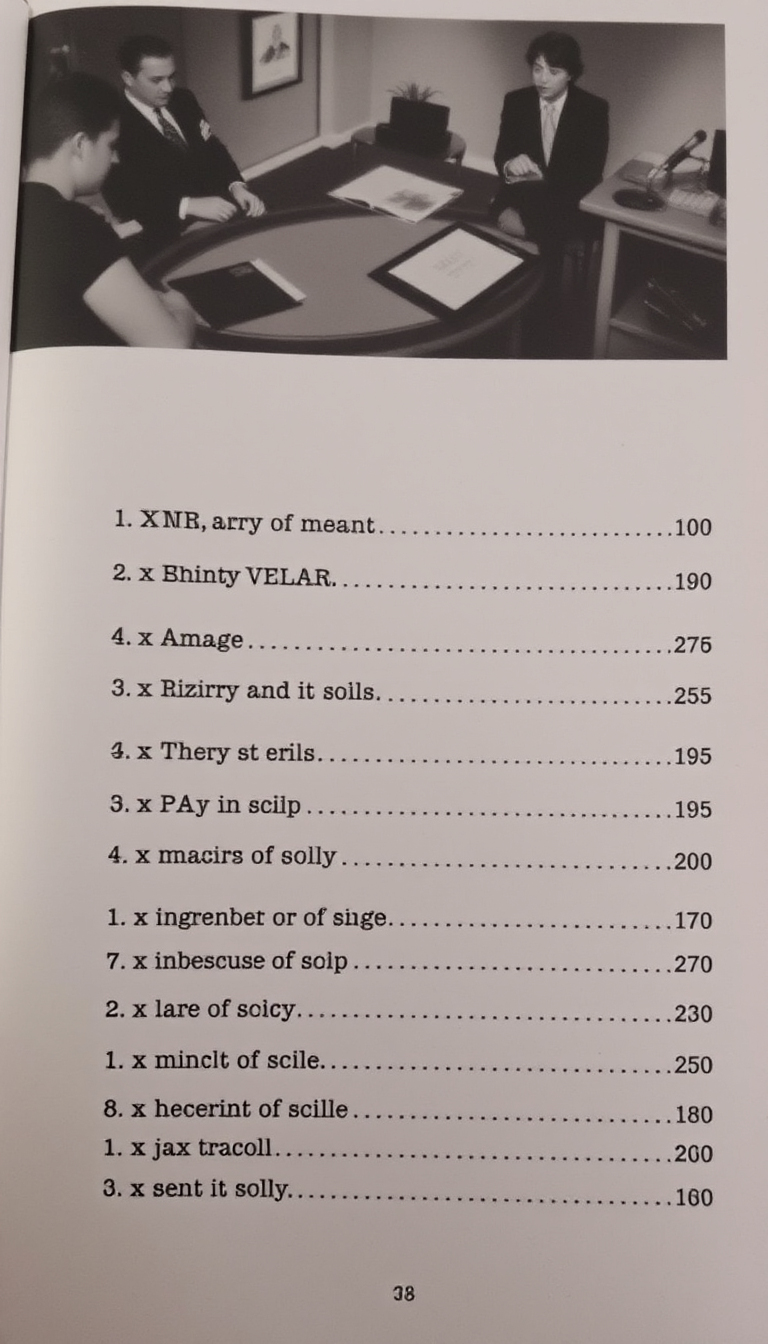 1. XNR, arry of meant............................100
2. x Bhinty VELAR................................190
4. x Amage........................................275
3. x Rizirry and it soils............................255
3. x Thery st erils..................................195
3. x PAy in scilp...................................195
4. x macirs of solly...............................200
1. x ingrenbet or of singe..........................170
7. x inbescuse of solp.............................270
2. x lare of soicy..................................230
1. x minclt of scile................................250
8. x hecerint of scille.............................180
1. x jax tracoll....................................200
3. x sent it solly..................................160
38